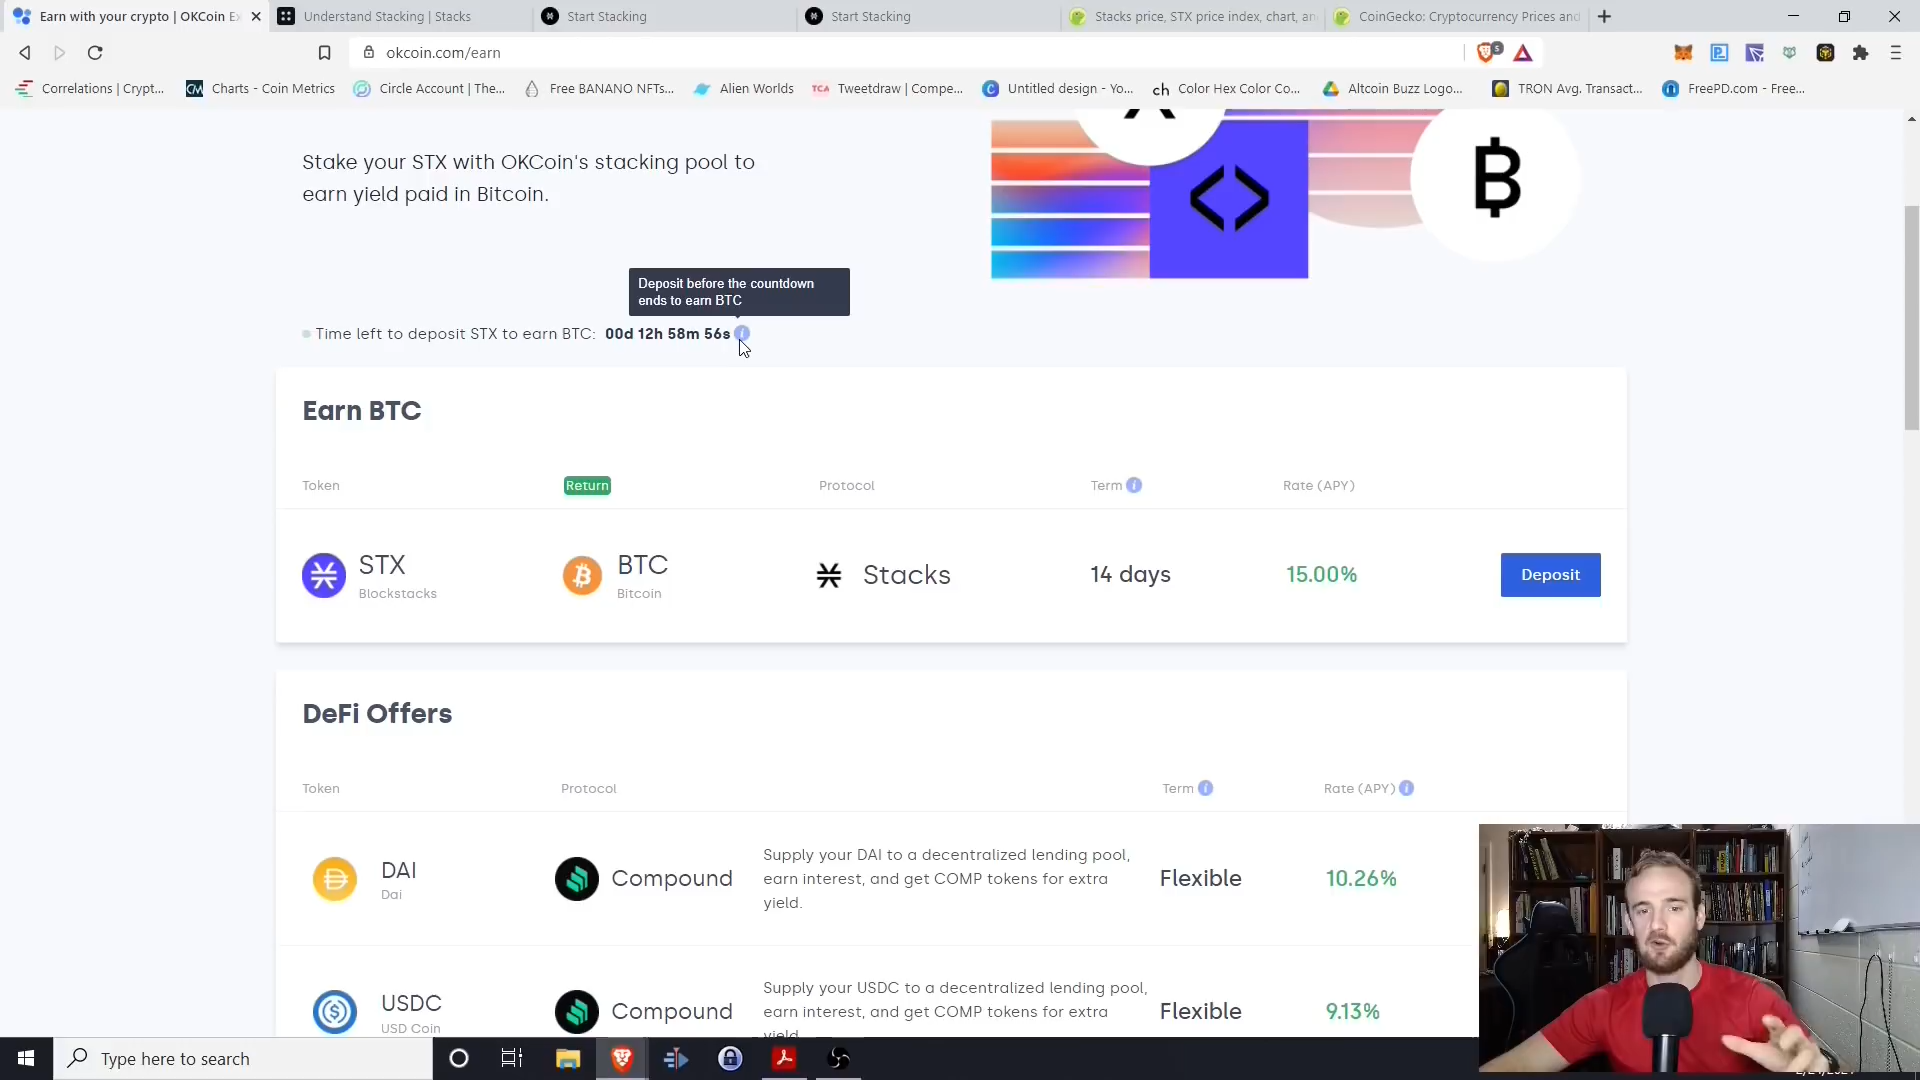 Earn with your crypto | OKCoin Ex
Understand Stacking | Stacks
Start Stacking
Start Stacking
Stacks price, STX price index, chart, an
CoinGecko: Cryptocurrency Prices and
okcoin.com/earn
5
Correlations | Crypt...
CM Charts - Coin Metrics
Circle Account | The...
Free BANANO NFTs...
Alien Worlds
TCA Tweetdraw | Compe...
C Untitled design - Yo...
ch Color Hex Color Co...
Altcoin Buzz Logo...
TRON Avg. Transact...
FreePD.com - Free...
Stake your STX with OKCoin's stacking pool to
earn yield paid in Bitcoin.
Deposit before the countdown
ends to earn BTC
Time left to deposit STX to earn BTC: 00d 12h 58m 56s
Earn BTC
Token Return Protocol Term Rate (APY)
STX BTC Stacks 14 days 15.00% Deposit
Blockstacks Bitcoin
DeFi Offers
Token Protocol Term Rate (APY)
DAI
Dai
Compound
Supply your DAI to a decentralized lending pool,
earn interest, and get COMP tokens for extra
yield.
Flexible 10.26%
USDC
USD Coin
Compound
Supply your USDC to a decentralized lending pool,
earn interest, and get COMP tokens for extra
yield.
Flexible 9.13%
Type here to search